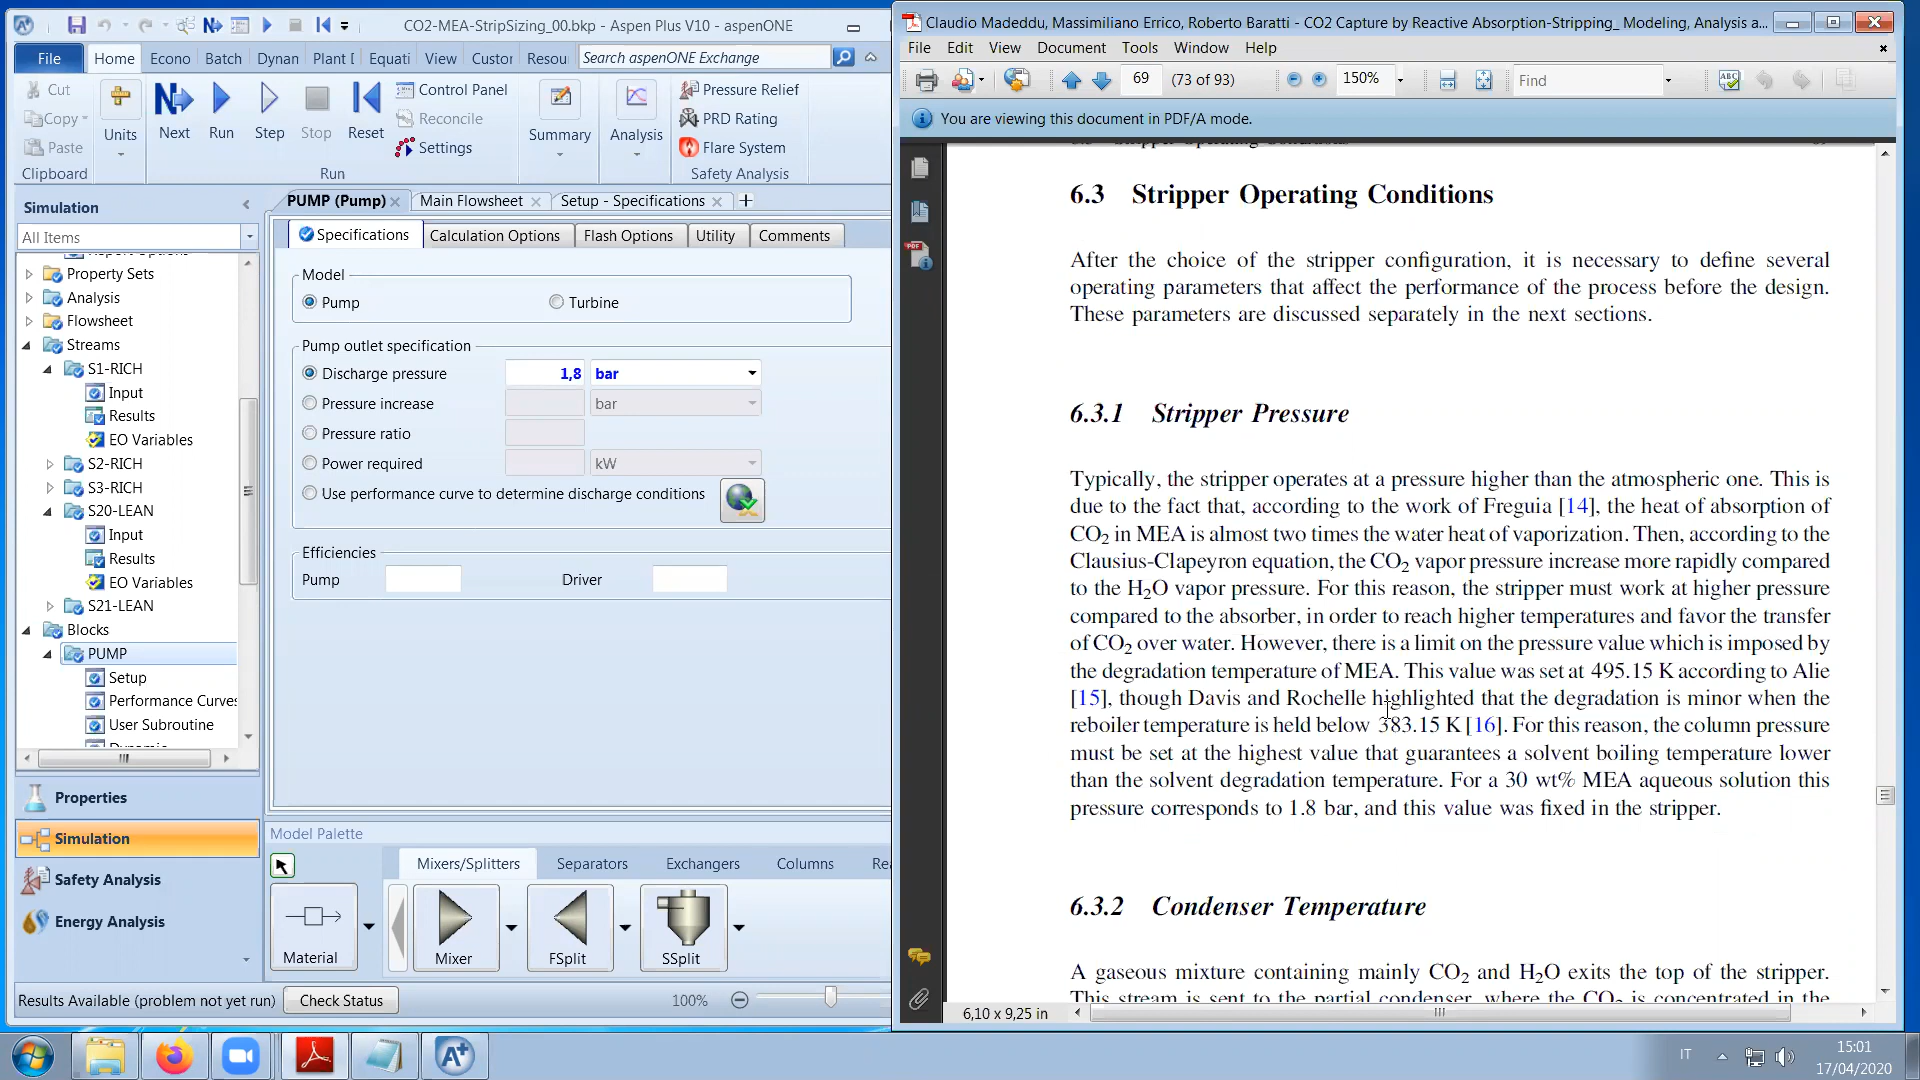 CO2-MEA-StripSizing_00.bkp - Aspen Plus V10 - aspenONE
File
Home
Econo
Batch
Dynan
Plant
Equati
View
Custor
Resou
Search aspenONE Exchange
Cut
Copy
Paste
Clipboard
Units
Next
Run
Step
Stop
Reset
Control Panel
Reconcile
Settings
Run
Summary
Analysis
Pressure Relief
PRD Rating
Flare System
Safety Analysis
Simulation
All Items
Property Sets
Analysis
Flowsheet
Streams
S1-RICH
Input
Results
EO Variables
S2-RICH
S3-RICH
S20-LEAN
Input
Results
EO Variables
S21-LEAN
Blocks
PUMP
Setup
Performance Curves
User Subroutine
Properties
Simulation
Safety Analysis
Energy Analysis
PUMP (Pump)
Main Flowsheet
Setup - Specifications
Specifications
Calculation Options
Flash Options
Utility
Comments
Model
Pump
Turbine
Pump outlet specification
Discharge pressure 1,8 bar
Pressure increase bar
Pressure ratio
Power required kW
Use performance curve to determine discharge conditions
Efficiencies
Pump
Driver
Model Palette
Mixers/Splitters
Separators
Exchangers
Columns
Rea
Material
Mixer
FSplit
SSplit
Results Available (problem not yet run)
Check Status
100%
Claudio Madeddu, Massimiliano Errico, Roberto Baratti - CO2 Capture by Reactive Absorption-Stripping_ Modeling, Analysis a...
File Edit View Document Tools Window Help
69 (73 of 93)
150%
Find
You are viewing this document in PDF/A mode.
6.3 Stripper Operating Conditions
After the choice of the stripper configuration, it is necessary to define several
operating parameters that affect the performance of the process before the design.
These parameters are discussed separately in the next sections.
6.3.1 Stripper Pressure
Typically, the stripper operates at a pressure higher than the atmospheric one. This is
due to the fact that, according to the work of Freguia [14], the heat of absorption of
CO2 in MEA is almost two times the water heat of vaporization. Then, according to the
Clausius-Clapeyron equation, the CO2 vapor pressure increase more rapidly compared
to the H2O vapor pressure. For this reason, the stripper must work at higher pressure
compared to the absorber, in order to reach higher temperatures and favor the transfer
of CO2 over water. However, there is a limit on the pressure value which is imposed by
the degradation temperature of MEA. This value was set at 495.15 K according to Alie
[15], though Davis and Rochelle highlighted that the degradation is minor when the
reboiler temperature is held below 383.15 K [16]. For this reason, the column pressure
must be set at the highest value that guarantees a solvent boiling temperature lower
than the solvent degradation temperature. For a 30 wt% MEA aqueous solution this
pressure corresponds to 1.8 bar, and this value was fixed in the stripper.
6.3.2 Condenser Temperature
A gaseous mixture containing mainly CO2 and H2O exits the top of the stripper.
This stream is sent to the partial condenser, where the CO2 is concentrated in the
6,10 x 9,25 in
IT
15:01
17/04/2020